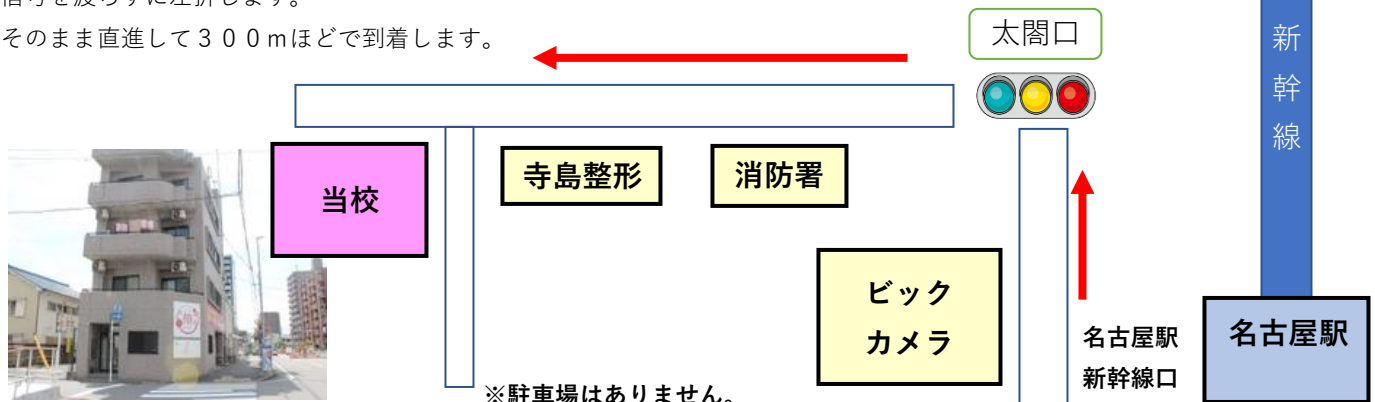 信号を渡らずに左折します。
そのまま直進して３００ｍほどで到着します。
太閤口
新幹線
当校
寺島整形
消防署
ビック
カメラ
名古屋駅
新幹線口
名古屋駅
※駐車場はありません。